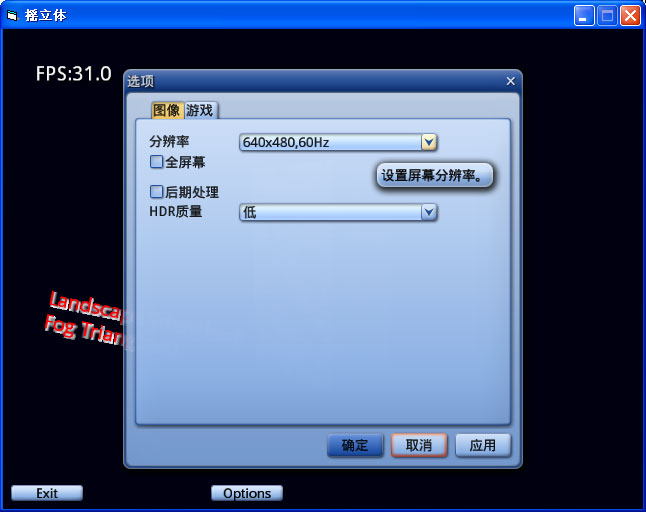 摇立体
FPS:31.0
选项
图像 游戏
分辨率 640x480,60Hz
全屏幕
设置屏幕分辨率。
后期处理
HDR质量 低
Landscap
Fog Triang
确定 取消 应用
Exit Options